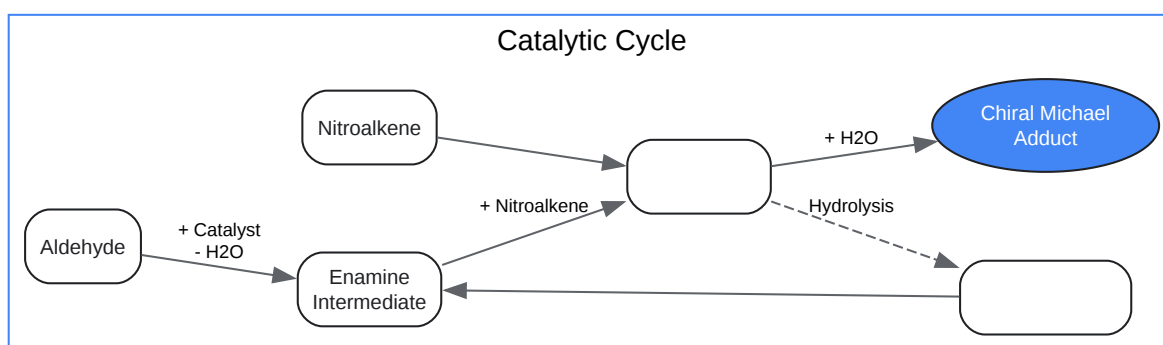 Catalytic Cycle
Nitroalkene
Chiral Michael
Adduct
+ H2O
+ Nitroalkene
Hydrolysis
Aldehyde
+ Catalyst
- H2O
Enamine
Intermediate